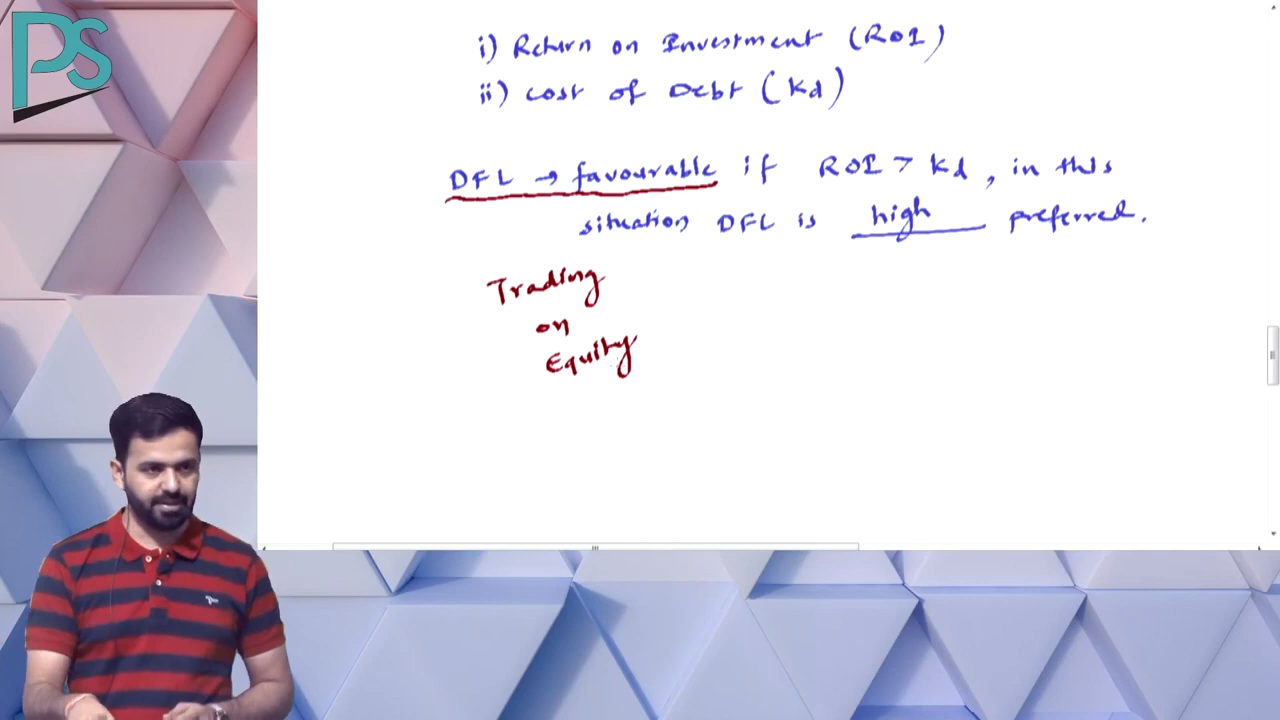 PS
i) Return on Investment (ROI)
ii) Cost of Debt (Kd)
DFL → favourable if ROI > Kd, in this
situation DFL is high preferred.
Trading
on
Equity